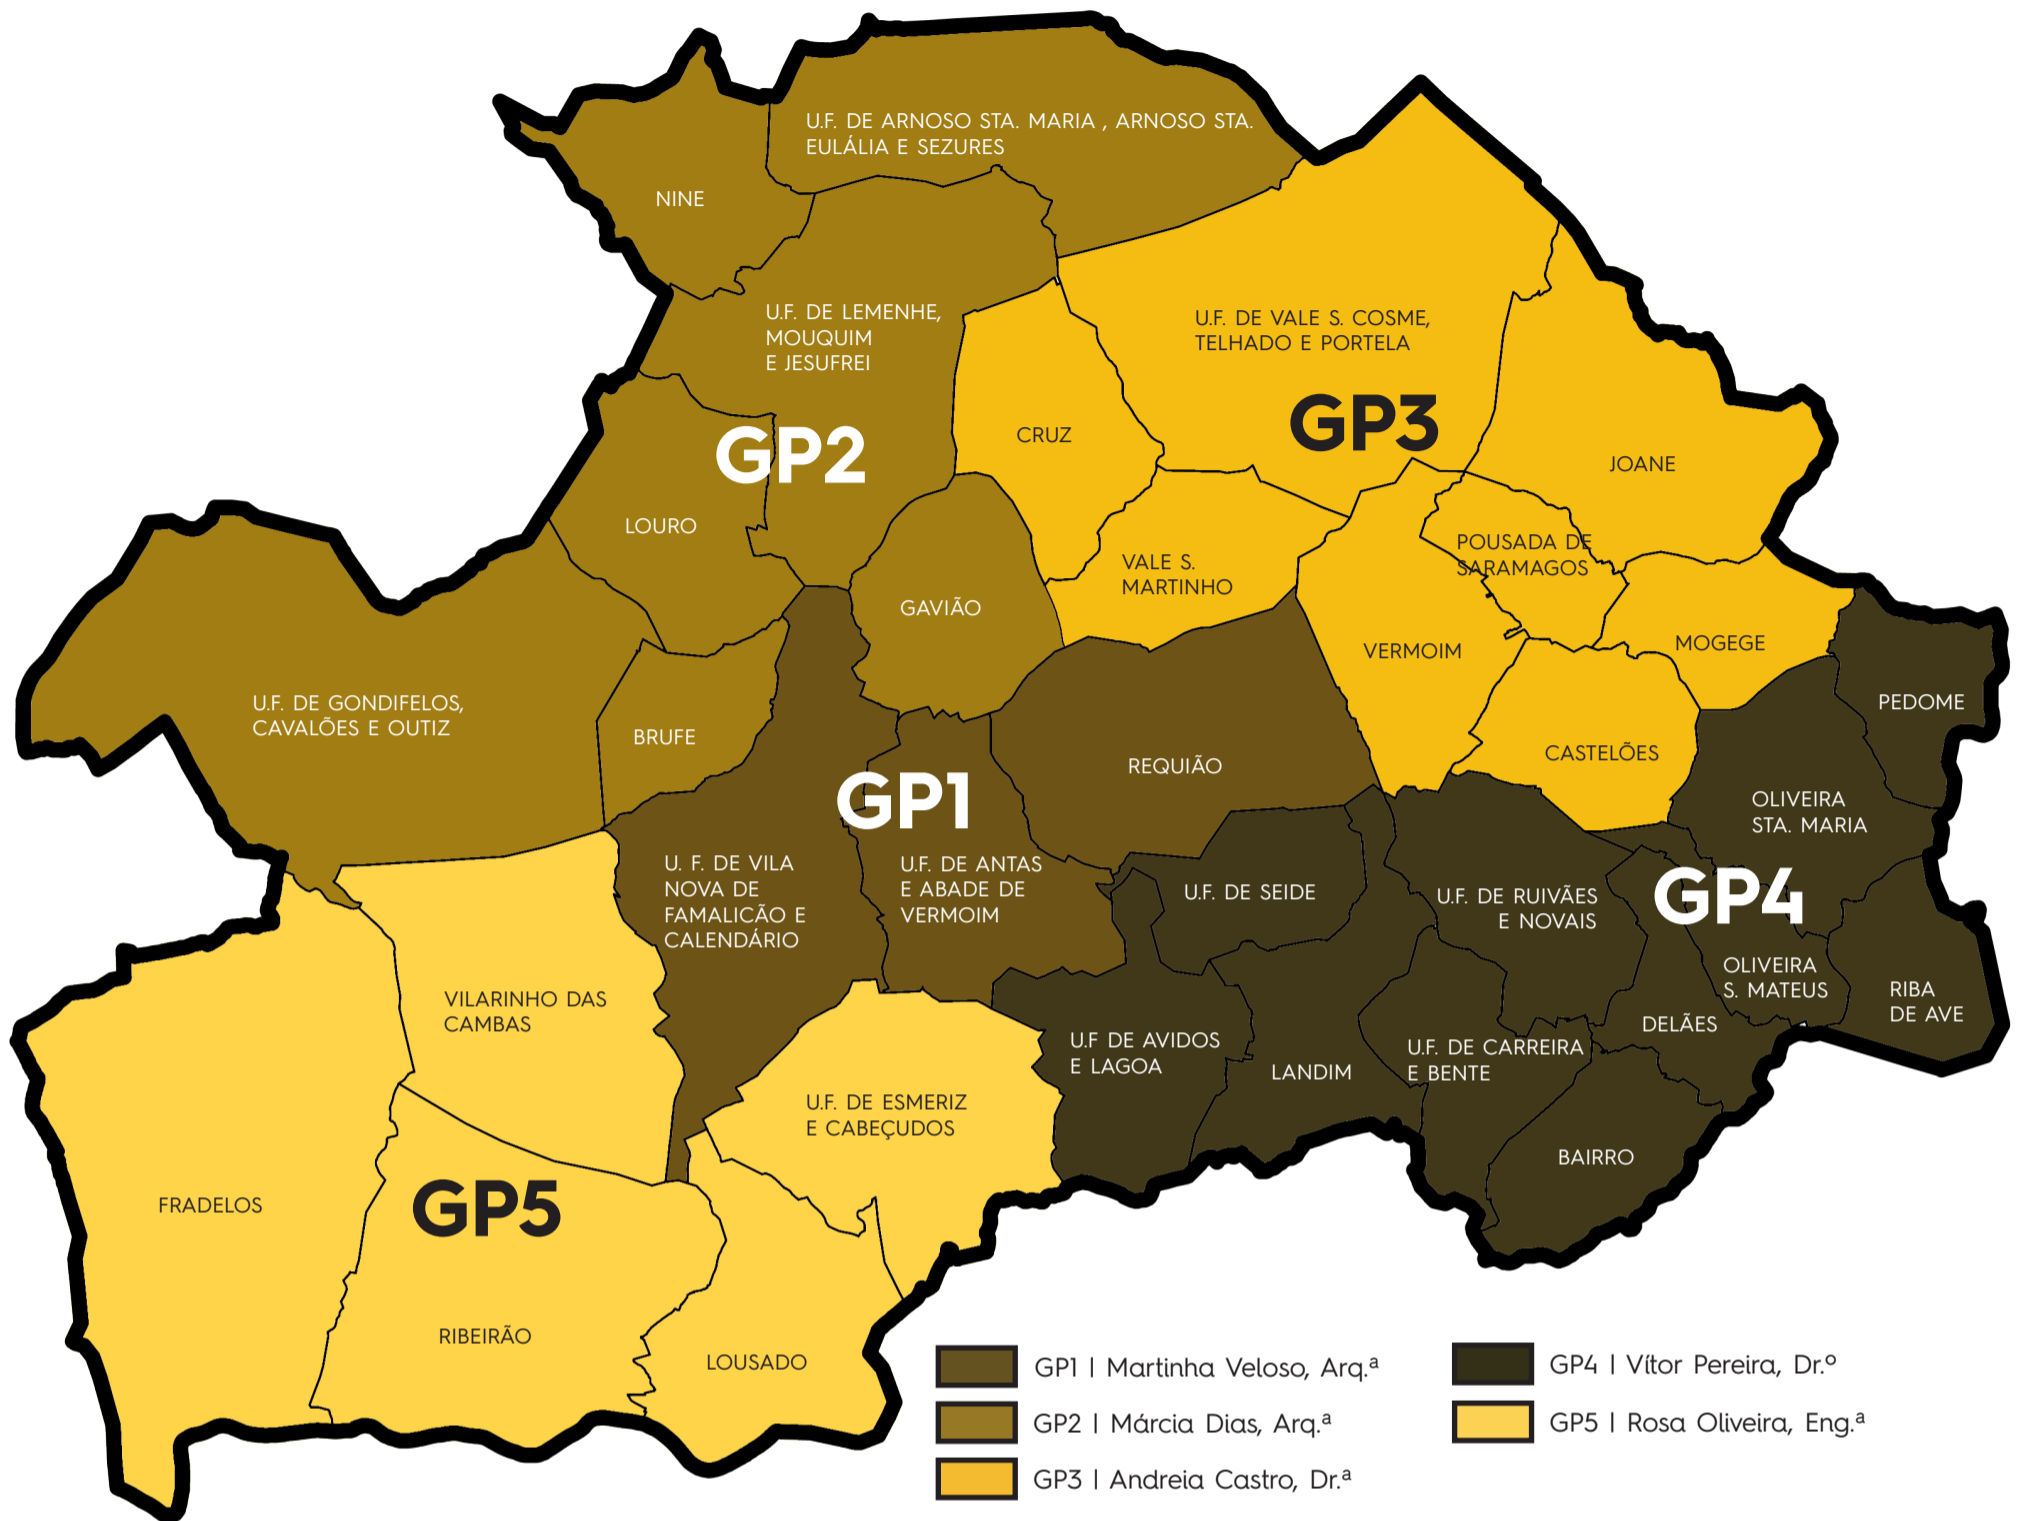 U.F. DE ARNOSO STA. MARIA , ARNOSO STA.
EULÁLIA E SEZURES
NINE
U.F. DE LEMENHE,
MOUQUIM
E JESUFREI
U.F. DE VALE S. COSME,
TELHADO E PORTELA
GP3
CRUZ
JOANE
GP2
LOURO
POUSADA DE
SARAMAGOS
VALE S.
MARTINHO
GAVIÃO
VERMOIM
MOGEGE
U.F. DE GONDIFELOS,
CAVALÕES E OUTIZ
PEDOME
BRUFE
CASTELÕES
REQUIÃO
GP1
OLIVEIRA
STA. MARIA
U. F. DE VILA
NOVA DE
FAMALICÃO E
CALENDÁRIO
U.F. DE ANTAS
E ABADE DE
VERMOIM
U.F. DE SEIDE
U.F. DE RUIVÃES
E NOVAIS
GP4
OLIVEIRA
S. MATEUS
RIBA
DE AVE
VILARINHO DAS
CAMBAS
DELÃES
U.F DE AVIDOS
E LAGOA
LANDIM
U.F. DE CARREIRA
E BENTE
U.F. DE ESMERIZ
E CABEÇUDOS
BAIRRO
FRADELOS
GP5
RIBEIRÃO
LOUSADO
GP1 | Martinha Veloso, Arq.ª
GP2 | Márcia Dias, Arq.ª
GP3 | Andreia Castro, Dr.ª
GP4 | Vítor Pereira, Dr.º
GP5 | Rosa Oliveira, Eng.ª